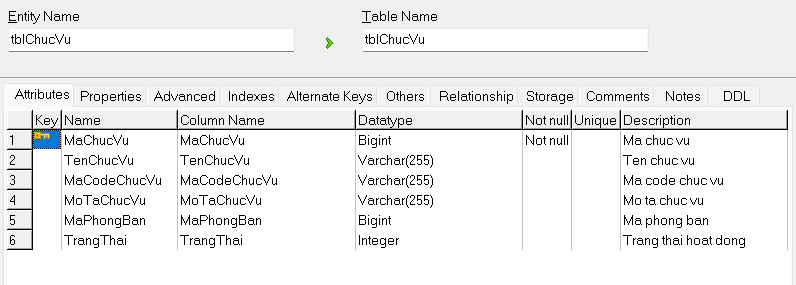 Entity Name Table Name
tblChucVu tblChucVu
Attributes Properties Advanced Indexes Alternate Keys Others Relationship Storage Comments Notes DDL
Key Name Column Name Datatype Not null Unique Description
1 MaChucVu MaChucVu Bigint Not null Ma chuc vu
2 TenChucVu TenChucVu Varchar(255) Ten chuc vu
3 MaCodeChucVu MaCodeChucVu Varchar(255) Ma code chuc vu
4 MoTaChucVu MoTaChucVu Varchar(255) Mo ta chuc vu
5 MaPhongBan MaPhongBan Bigint Ma phong ban
6 TrangThai TrangThai Integer Trang thai hoat dong